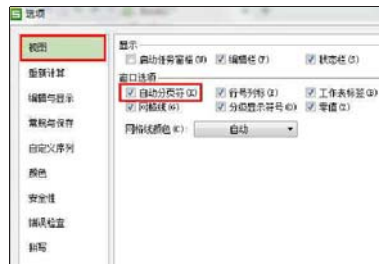 选项
视图
重新计算
编辑与显示
常规与保存
自定义序列
颜色
安全性
错误检查
拼写
显示
启动任务窗格(W) 编辑栏(F) 状态栏(S)
窗口选项
自动分页符(K) 行号列标(E) 工作表标签(B)
网格线(G) 分级显示符号(O) 零值(Z)
网格线颜色(C): 自动